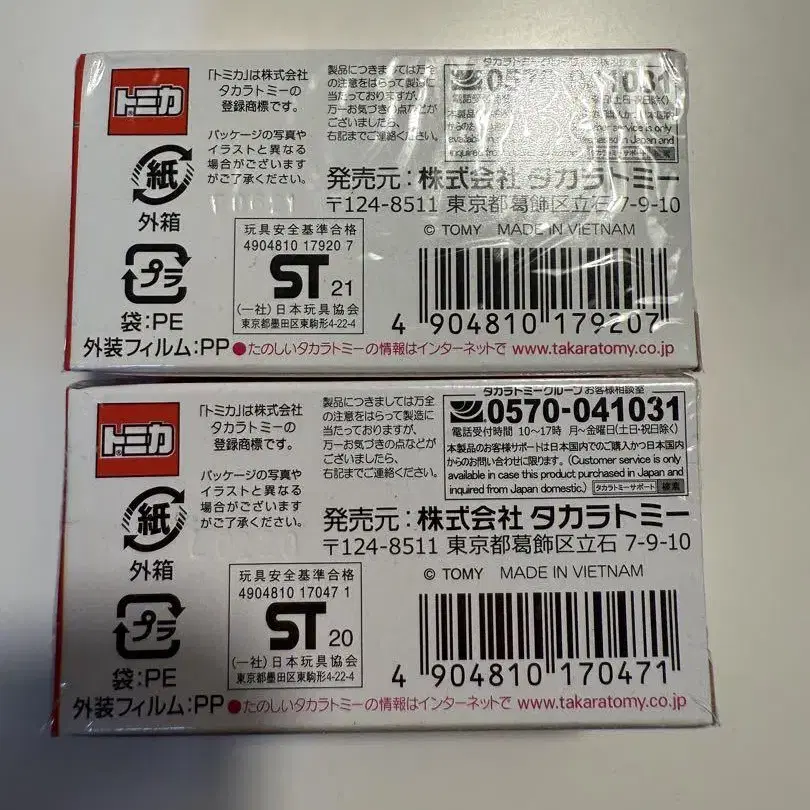 トミカ
「トミカ」は株式会社
タカラトミーの
登録商標です。
パッケージの写真や
イラストと異なる
場合がございます
がご了承ください。
製品につきましては万全
の注意をはらって製造に
当たっておりますが、
万一お気づきの点などが
ございましたら、
右記までご連絡ください。
0570-041031
Customer service is only
available in
purchased in Japan and
inquired from Japan domestic.)
タカラトミーサポート 検索
発売元:株式会社 タカラトミー
〒124-8511 東京都葛飾区立石 7-9-10
© TOMY MADE IN VIETNAM
紙
外箱
プラ
袋:PE
外装フィルム:PP
玩具安全基準合格
4904810 17920 7
ST 21
(一社)日本玩具協会
東京都墨田区東駒形4-22-4
4 904810 179207
●たのしいタカラトミーの情報はインターネットで www.takaratomy.co.jp
トミカ
「トミカ」は株式会社
タカラトミーの
登録商標です。
パッケージの写真や
イラストと異なる
場合がございます
がご了承ください。
製品につきましては万全
の注意をはらって製造に
当たっておりますが、
万一お気づきの点などが
ございましたら、
右記までご連絡ください。
タカラトミーグループ お客様相談室
0570-041031
電話受付時間 10〜17時 月〜金曜日(土・日・祝日除く)
本製品のお客様サポートは日本国内でのご購入かつ日本国内
からのお問い合わせに限ります。(Customer service is only
available in case this product purchased in Japan and
inquired from Japan domestic.) タカラトミーサポート 検索
発売元:株式会社 タカラトミー
〒124-8511 東京都葛飾区立石 7-9-10
© TOMY MADE IN VIETNAM
紙
外箱
プラ
袋:PE
外装フィルム:PP
玩具安全基準合格
4904810 17047 1
ST 20
(一社)日本玩具協会
東京都墨田区東駒形4-22-4
4 904810 170471
●たのしいタカラトミーの情報はインターネットで www.takaratomy.co.jp